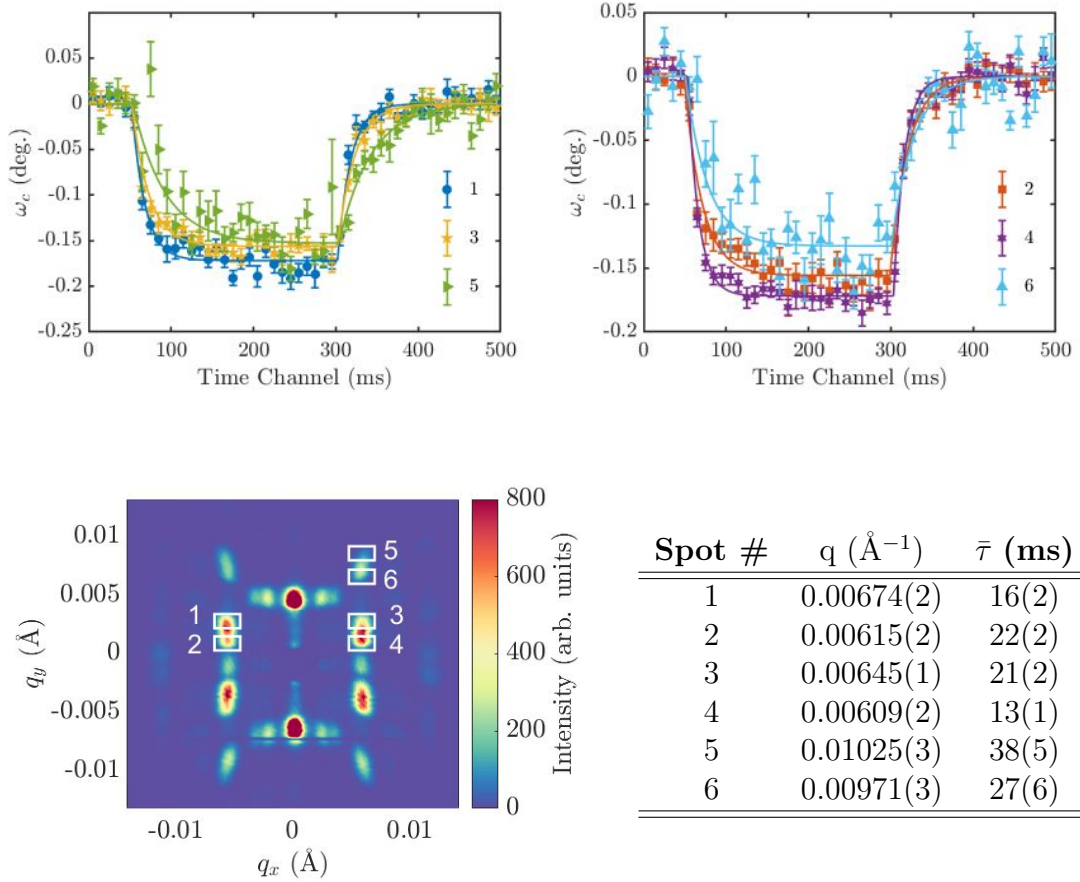 0.05
0
-0.05
-0.1
-0.15
-0.2
-0.25
ω_c (deg.)
1
3
5
0 100 200 300 400 500
Time Channel (ms)
0.05
0
-0.05
-0.1
-0.15
-0.2
ω_c (deg.)
2
4
6
0 100 200 300 400 500
Time Channel (ms)
0.01
0.005
0
-0.005
-0.01
q_y (Å)
1
2
3
4
5
6
-0.01 0 0.01
q_x (Å)
800
600
400
200
0
Intensity (arb. units)
Spot # q (Å⁻¹) τ̄ (ms)
1 0.00674(2) 16(2)
2 0.00615(2) 22(2)
3 0.00645(1) 21(2)
4 0.00609(2) 13(1)
5 0.01025(3) 38(5)
6 0.00971(3) 27(6)